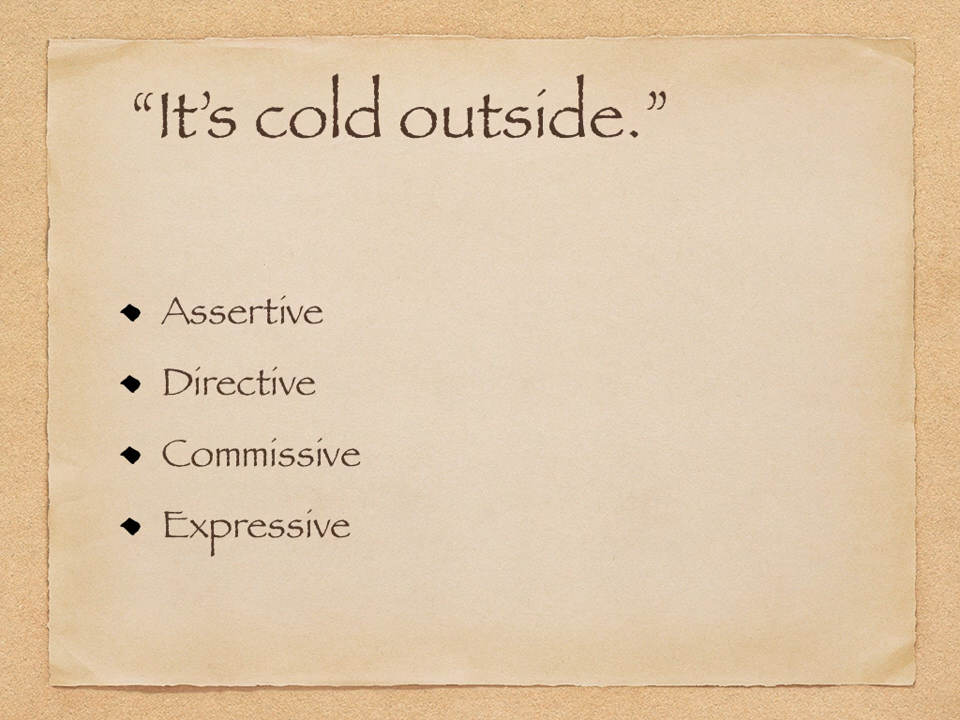 “It’s cold outside.”
Assertive
Directive
Commissive
Expressive